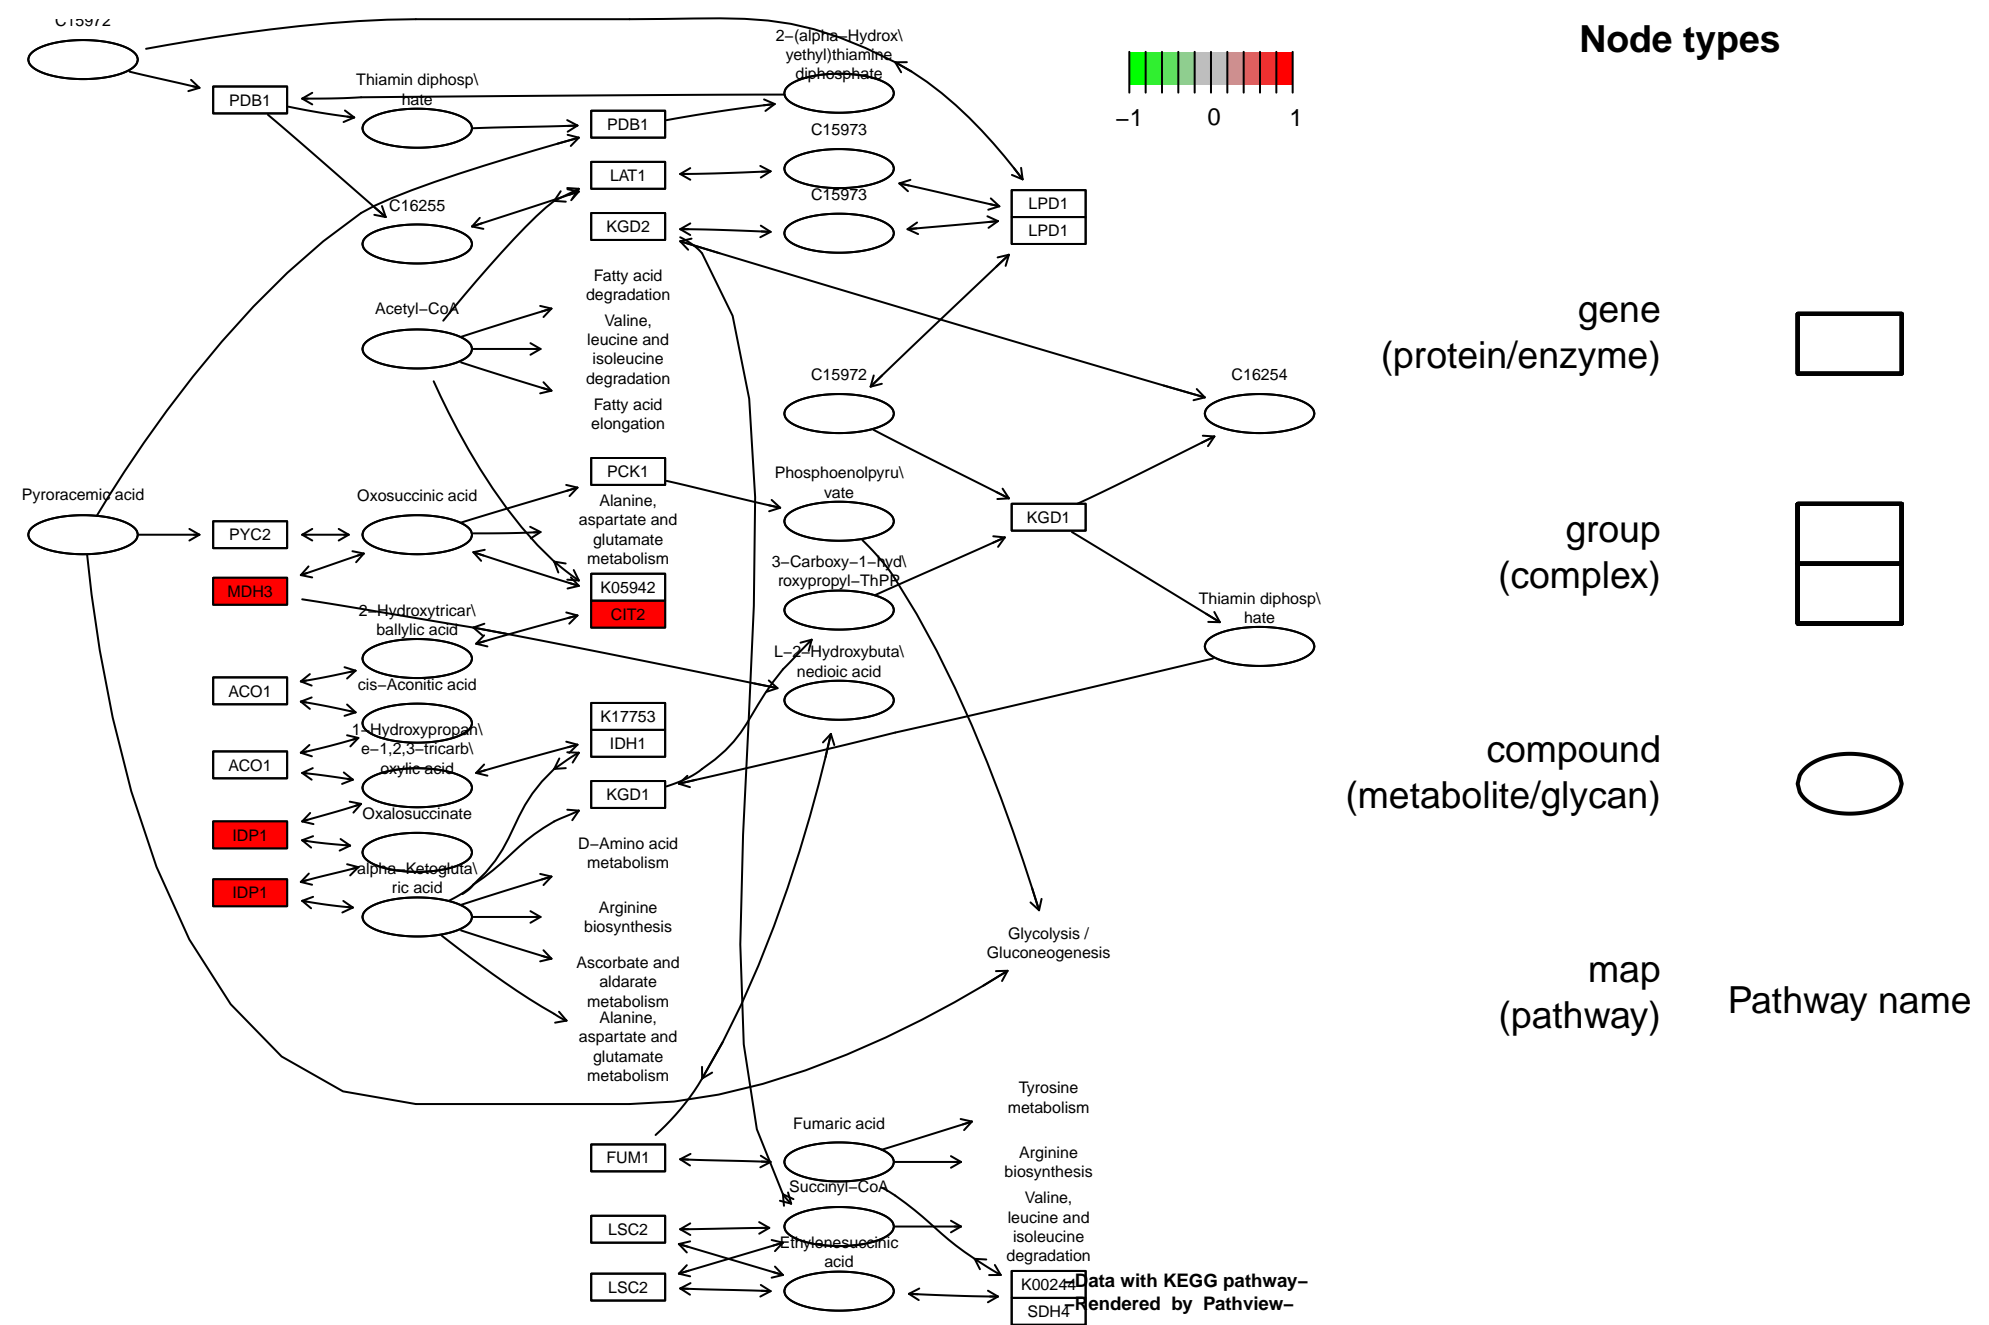 C15972
PDB1
Thiamin diphosp\
hate
2−(alpha−Hydrox\
yethyl)thiamine
diphosphate
PDB1
C15973
LAT1
C15973
C16255
KGD2
LPD1
LPD1
−1
0
1
Node types
Fatty acid
degradation
Acetyl−CoA
Valine,
leucine and
isoleucine
degradation
Fatty acid
elongation
C15972
C16254
gene
(protein/enzyme)
Pyroracemic acid
PYC2
Oxosuccinic acid
PCK1
Alanine,
aspartate and
glutamate
metabolism
Phosphoenolpyru\
vate
KGD1
group
(complex)
MDH3
K05942
CIT2
3−Carboxy−1−hyd\
roxypropyl−ThPP
Thiamin diphosp\
hate
2−Hydroxytricar\
ballylic acid
L−2−Hydroxybuta\
nedioic acid
ACO1
cis−Aconitic acid
K17753
IDH1
ACO1
1−Hydroxypropan\
e−1,2,3−tricarb\
oxylic acid
KGD1
compound
(metabolite/glycan)
IDP1
Oxalosuccinate
D−Amino acid
metabolism
IDP1
alpha−Ketogluta\
ric acid
Arginine
biosynthesis
Ascorbate and
aldarate
metabolism
Alanine,
aspartate and
glutamate
metabolism
Glycolysis /
Gluconeogenesis
map
(pathway)
Pathway name
Tyrosine
metabolism
FUM1
Fumaric acid
Arginine
biosynthesis
Succinyl−CoA
Valine,
leucine and
isoleucine
degradation
LSC2
Ethylenesuccinic
acid
LSC2
K00244
SDH4
−Data with KEGG pathway−
−Rendered by Pathview−